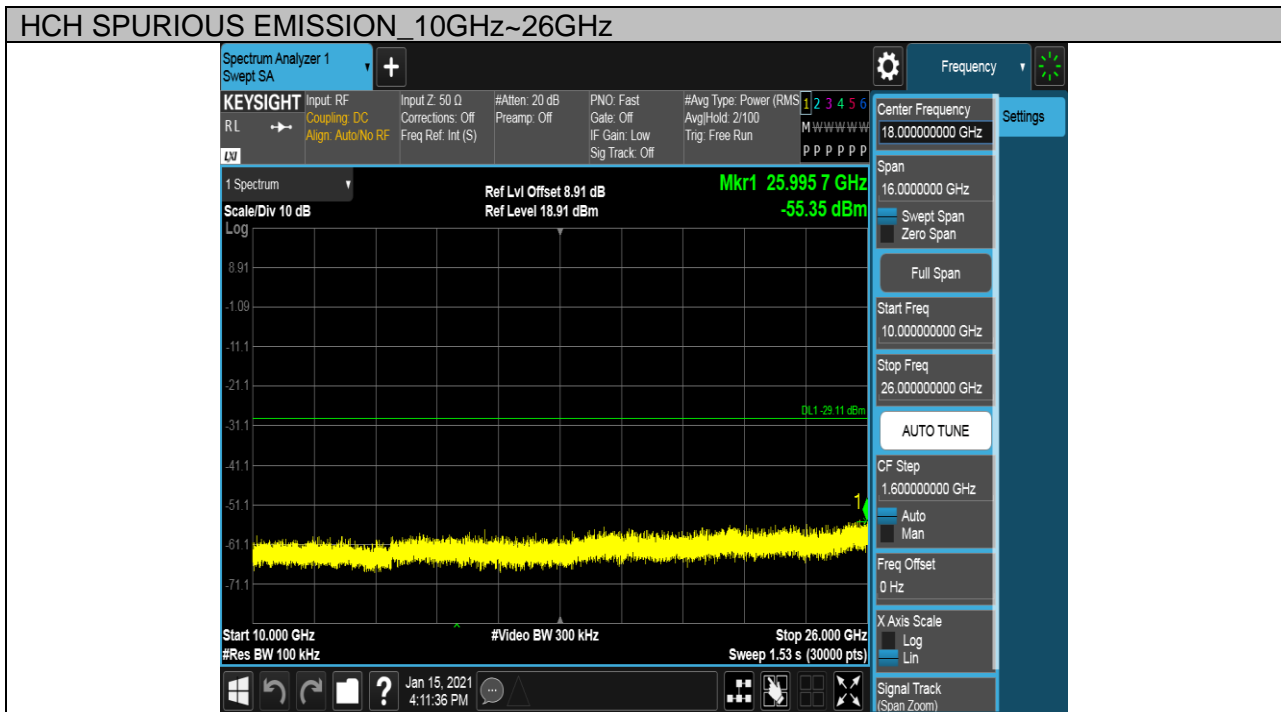 HCH SPURIOUS EMISSION_10GHz~26GHz
Spectrum Analyzer 1
Swept SA
+
Frequency
KEYSIGHT
RL
LXI
Input: RF
Coupling: DC
Align: Auto/No RF
Input Z: 50 Ω
Corrections: Off
Freq Ref: Int (S)
#Atten: 20 dB
Preamp: Off
PNO: Fast
Gate: Off
IF Gain: Low
Sig Track: Off
#Avg Type: Power (RMS
Avg|Hold: 2/100
Trig: Free Run
1 2 3 4 5 6
M W W W W W
P P P P P P
1 Spectrum
Scale/Div 10 dB
Ref Lvl Offset 8.91 dB
Ref Level 18.91 dBm
Mkr1 25.995 7 GHz
-55.35 dBm
Log
8.91
-1.09
-11.1
-21.1
DL1 -29.11 dBm
-31.1
-41.1
-51.1
1
-61.1
-71.1
Start 10.000 GHz
#Res BW 100 kHz
#Video BW 300 kHz
Stop 26.000 GHz
Sweep 1.53 s (30000 pts)
Center Frequency
18.000000000 GHz
Settings
Span
16.0000000 GHz
Swept Span
Zero Span
Full Span
Start Freq
10.000000000 GHz
Stop Freq
26.000000000 GHz
AUTO TUNE
CF Step
1.600000000 GHz
Auto
Man
Freq Offset
0 Hz
X Axis Scale
Log
Lin
Signal Track
(Span Zoom)
?
Jan 15, 2021
4:11:36 PM